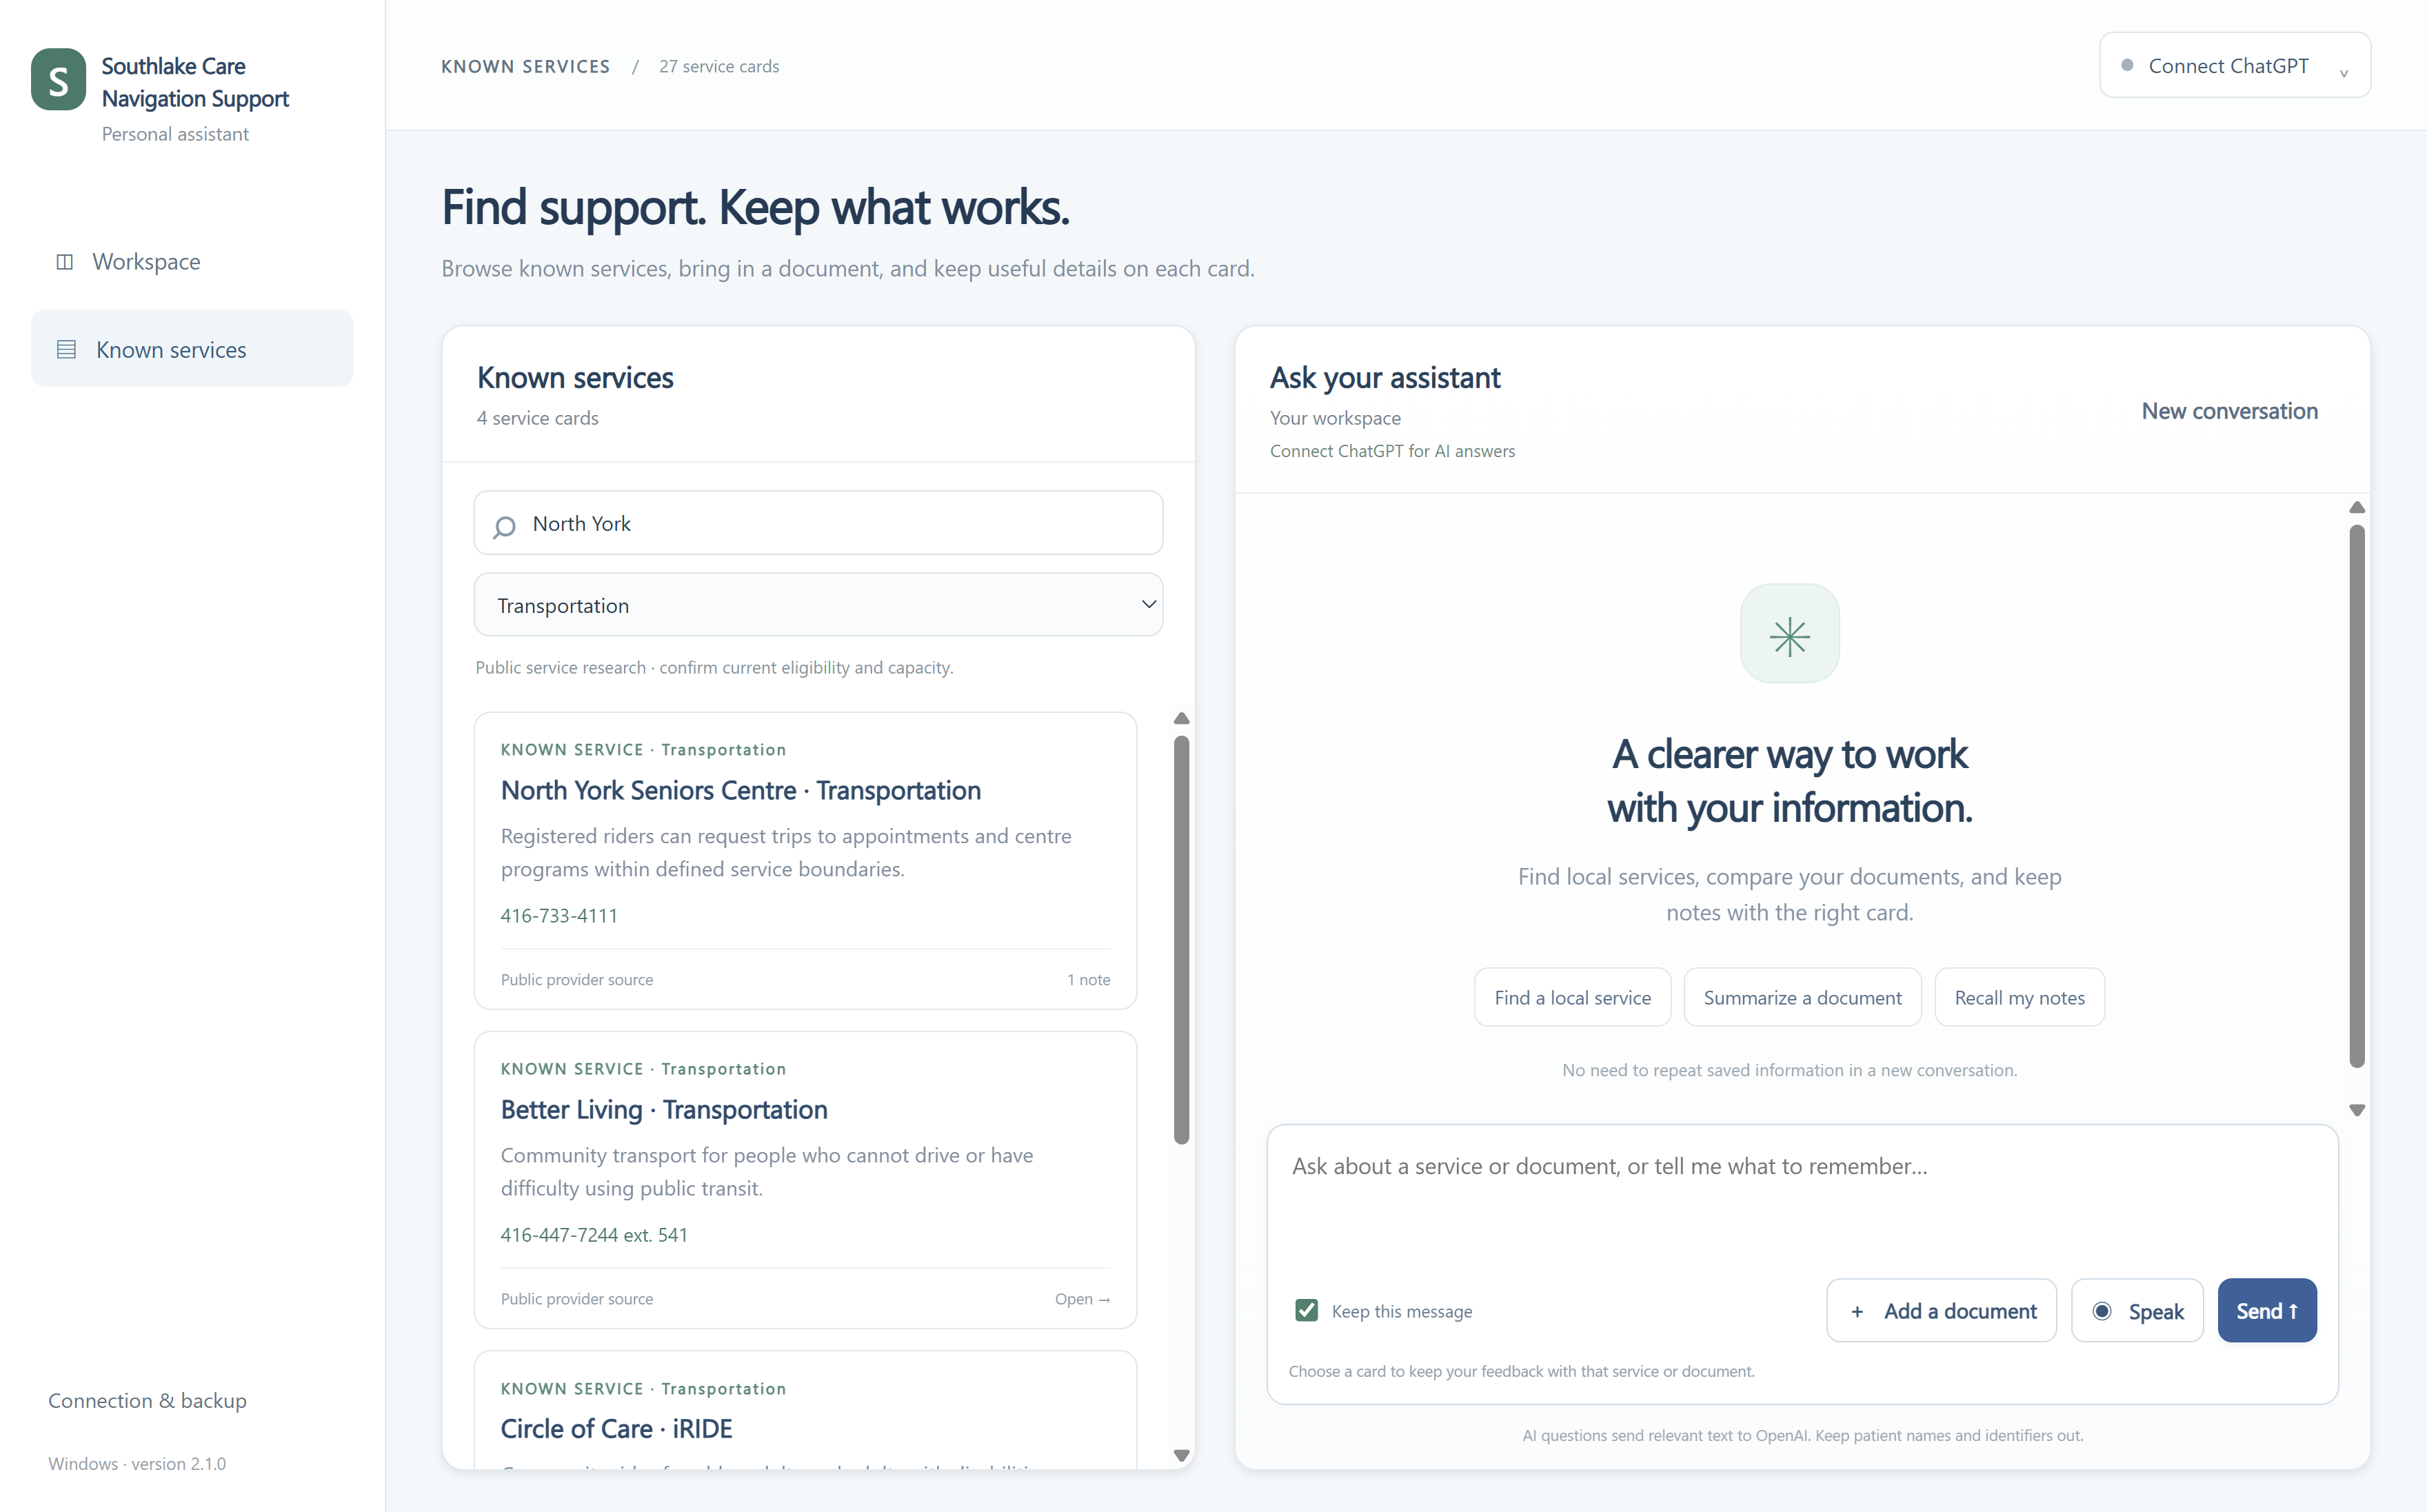 S
Southlake Care
Navigation Support
Personal assistant
Workspace
Known services
Connection & backup
Windows · version 2.1.0
KNOWN SERVICES / 27 service cards
Connect ChatGPT
Find support. Keep what works.
Browse known services, bring in a document, and keep useful details on each card.
Known services
4 service cards
North York
Transportation
Public service research · confirm current eligibility and capacity.
KNOWN SERVICE · Transportation
North York Seniors Centre · Transportation
Registered riders can request trips to appointments and centre
programs within defined service boundaries.
416-733-4111
Public provider source 1 note
KNOWN SERVICE · Transportation
Better Living · Transportation
Community transport for people who cannot drive or have
difficulty using public transit.
416-447-7244 ext. 541
Public provider source Open →
KNOWN SERVICE · Transportation
Circle of Care · iRIDE
Ask your assistant
Your workspace
Connect ChatGPT for AI answers
New conversation
A clearer way to work
with your information.
Find local services, compare your documents, and keep
notes with the right card.
Find a local service Summarize a document Recall my notes
No need to repeat saved information in a new conversation.
Ask about a service or document, or tell me what to remember...
Keep this message + Add a document Speak Send ↑
Choose a card to keep your feedback with that service or document.
AI questions send relevant text to OpenAI. Keep patient names and identifiers out.